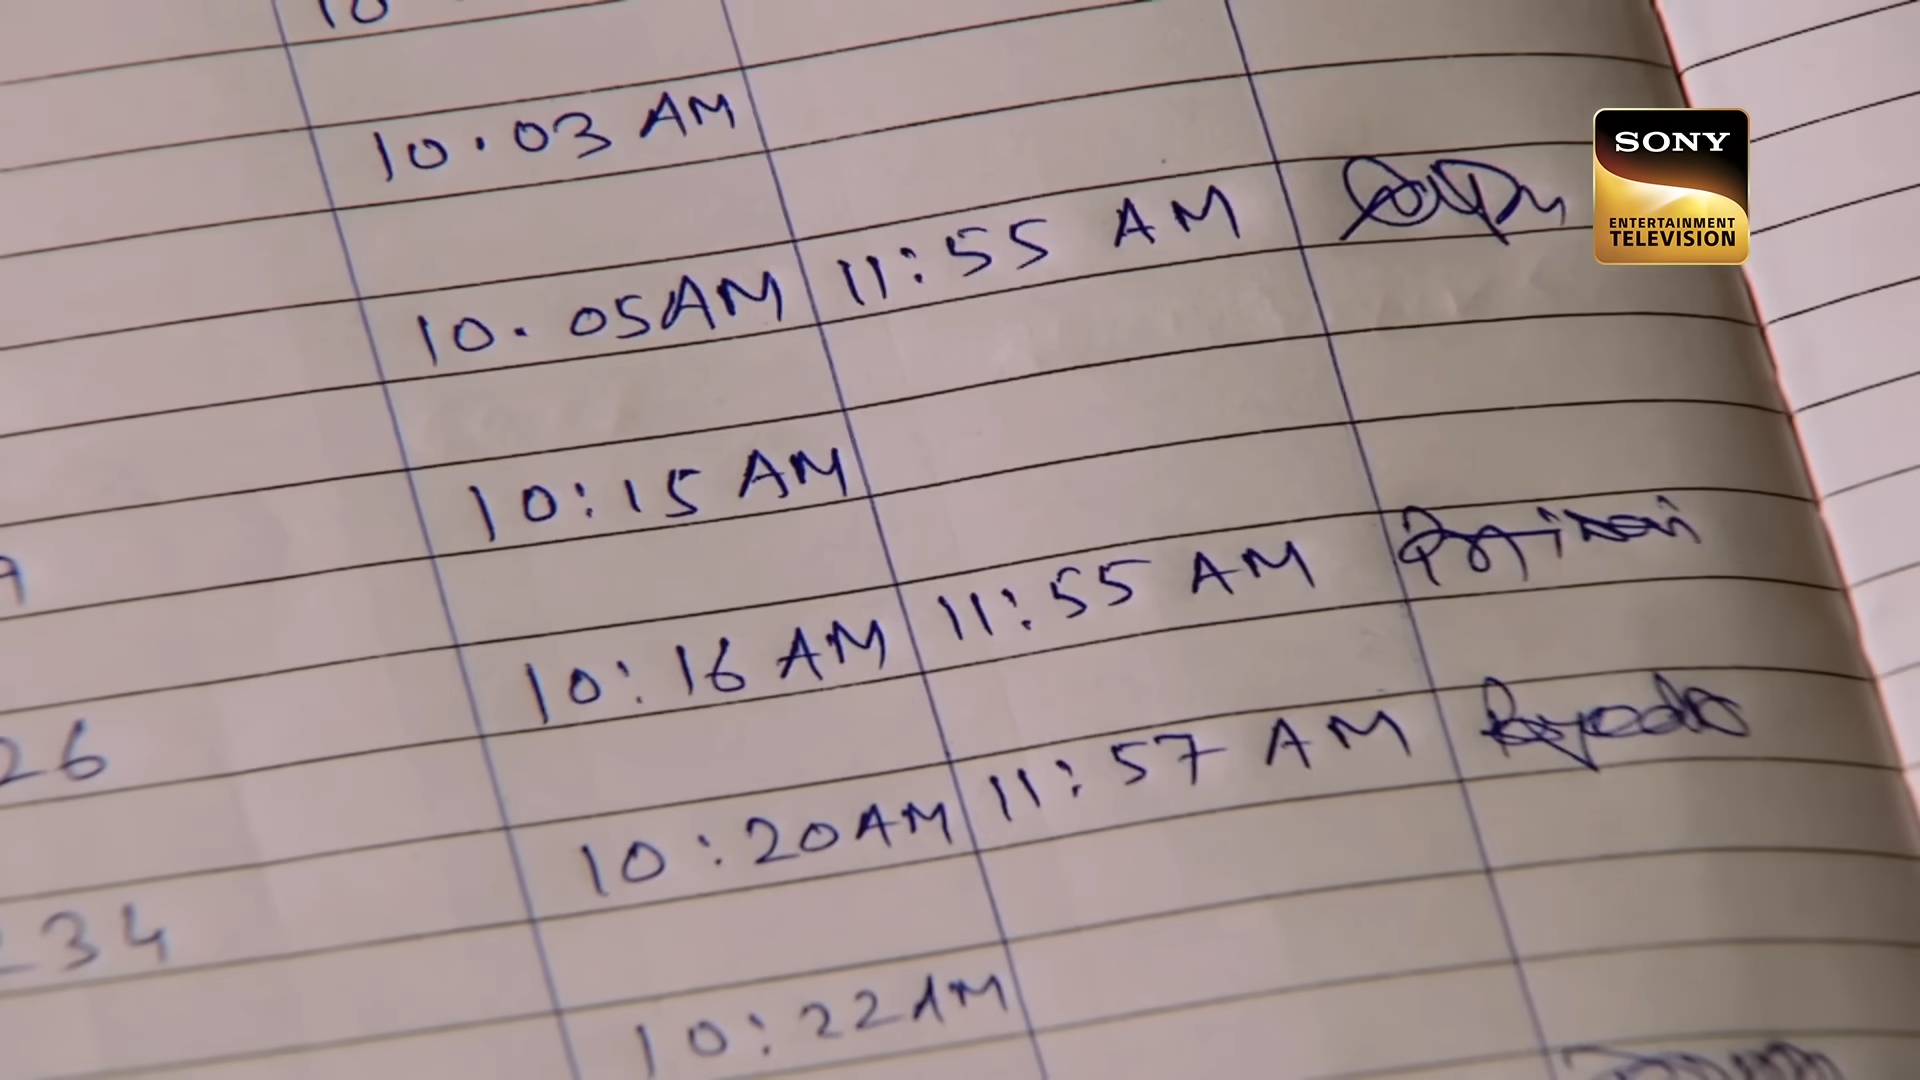 10
10.03 AM
SONY
ENTERTAINMENT
TELEVISION
10.05AM 11:55 AM
10:15 AM
10:16 AM 11:55 AM
26
10:20AM 11:57 AM
234
10:22AM